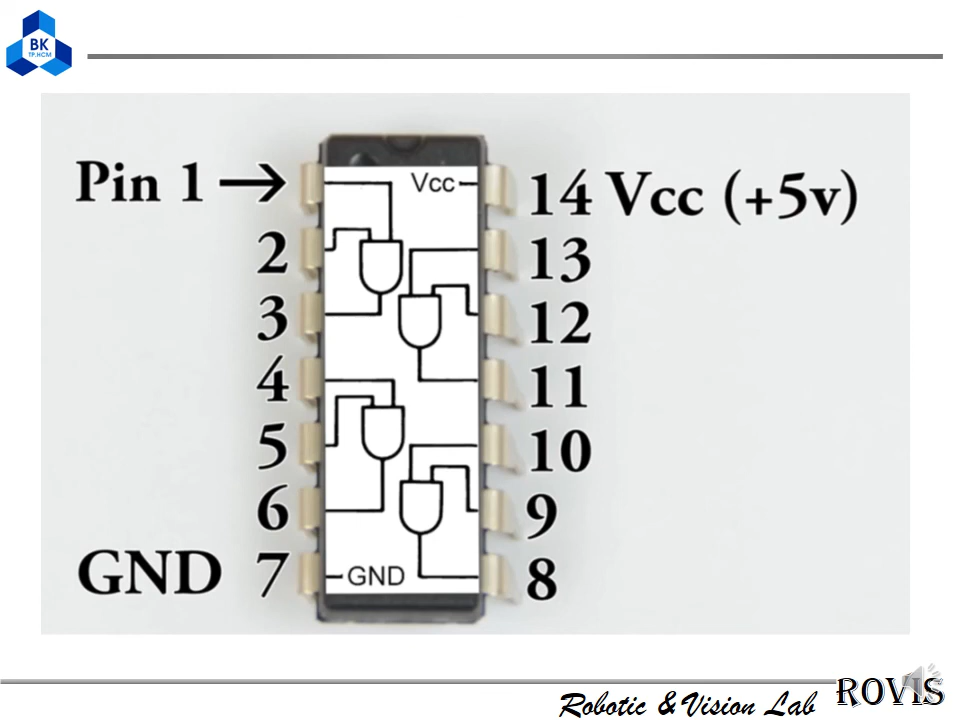 BK
TP.HCM
Pin 1 → Vcc 14 Vcc (+5v)
2 13
3 12
4 11
5 10
6 9
GND 7 GND 8
Robotic & Vision Lab ROVIS